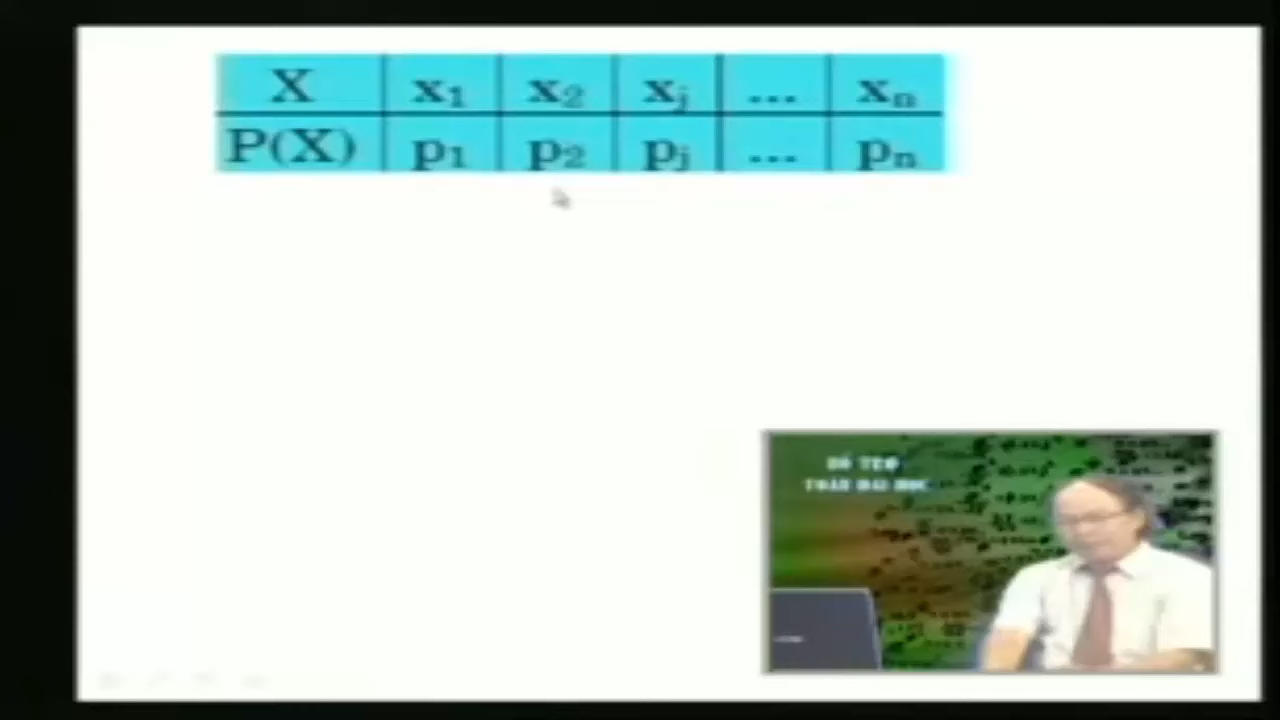 X x₁ x₂ xⱼ ... xₙ
P(X) p₁ p₂ pⱼ ... pₙ